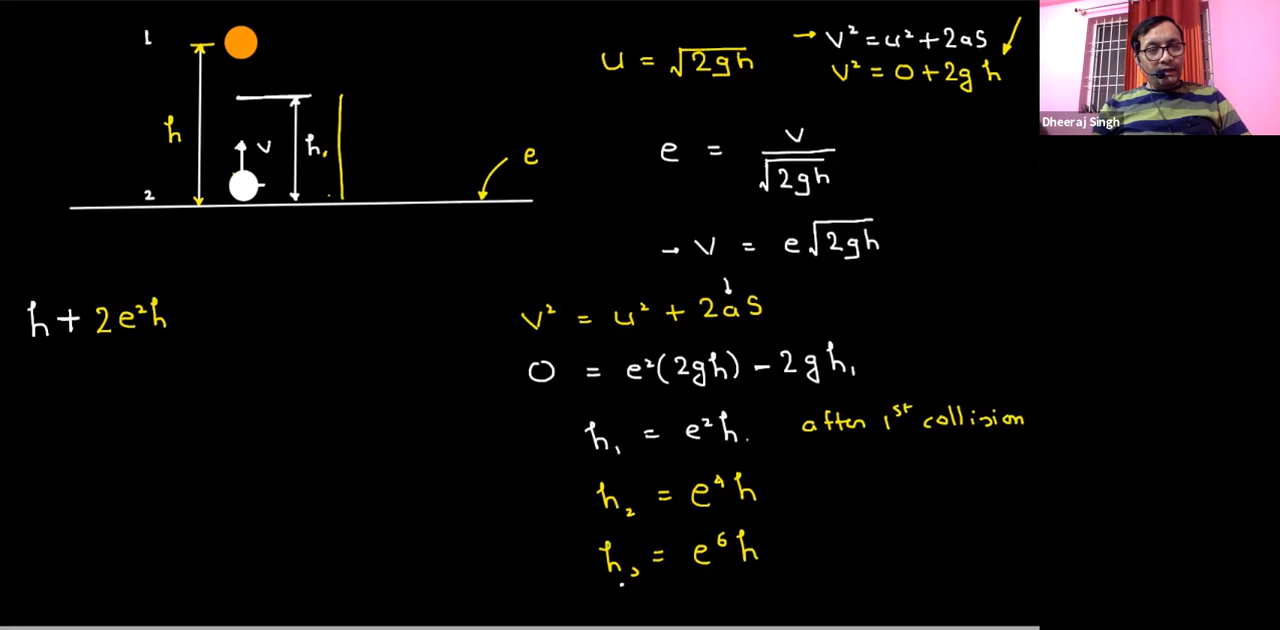 1
h
v
h₁
2
e
u = √2gh
→ v² = u² + 2as
v² = 0 + 2gh
e = v/√2gh
→ v = e√2gh
h + 2e²h
v² = u² + 2as
0 = e²(2gh) - 2gh₁
h₁ = e²h. after 1st collision
h₂ = e⁴h
h₃ = e⁶h
Dheeraj Singh